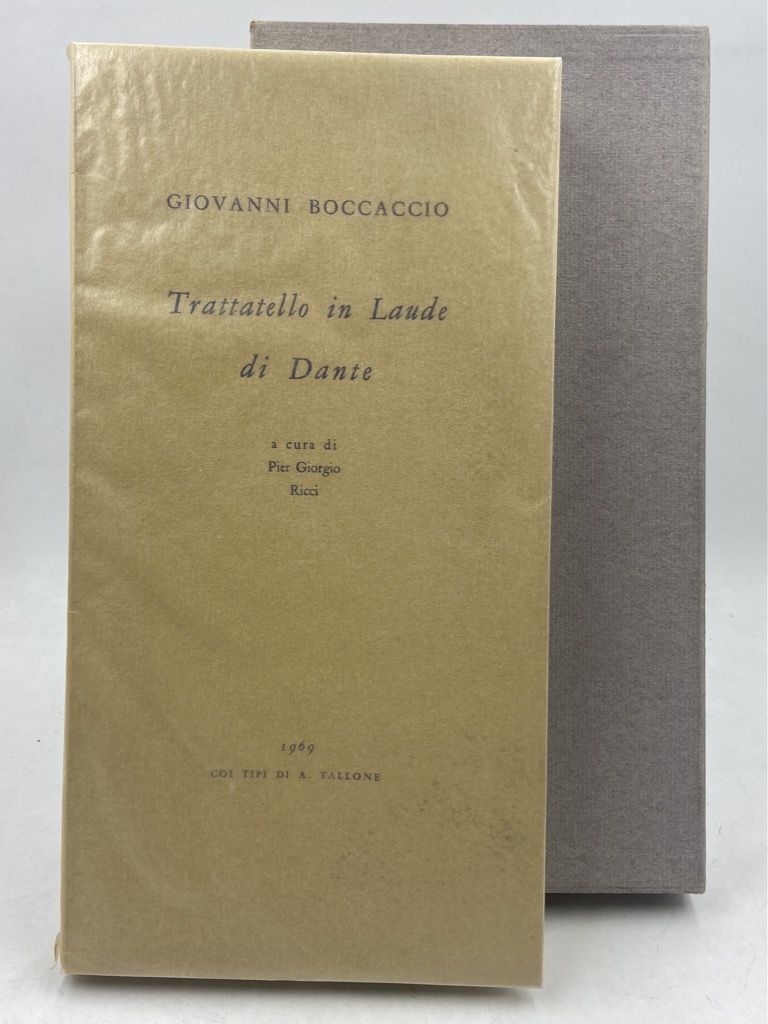 GIOVANNI BOCCACCIO
Trattatello in Laude
di Dante
a cura di
Pier Giorgio
Ricci
1969
COI TIPI DI A. TALLONE